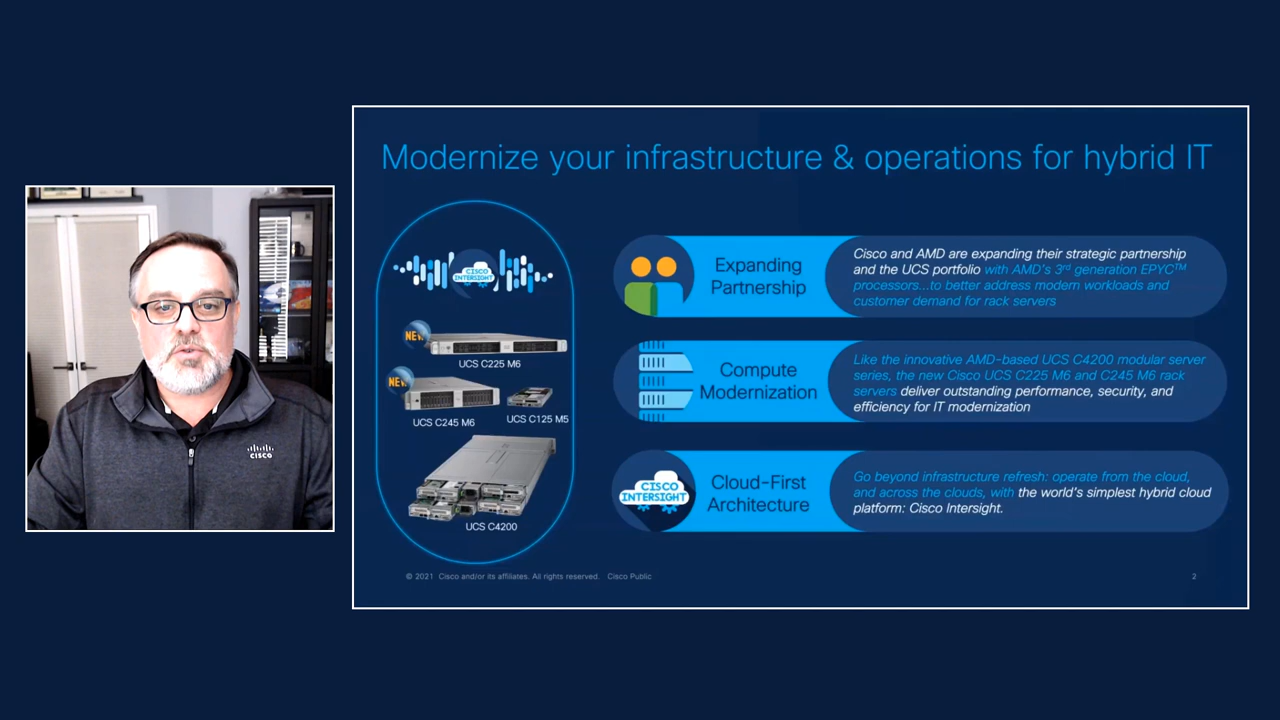 Modernize your infrastructure & operations for hybrid IT
CISCO
INTERSIGHT
NEW
UCS C225 M6
NEW
UCS C245 M6
UCS C125 M5
UCS C4200
Expanding
Partnership
Cisco and AMD are expanding their strategic partnership
and the UCS portfolio with AMD's 3rd generation EPYC™
processors...to better address modern workloads and
customer demand for rack servers
Compute
Modernization
Like the innovative AMD-based UCS C4200 modular server
series, the new Cisco UCS C225 M6 and C245 M6 rack
servers deliver outstanding performance, security, and
efficiency for IT modernization
CISCO
INTERSIGHT
Cloud-First
Architecture
Go beyond infrastructure refresh: operate from the cloud,
and across the clouds, with the world's simplest hybrid cloud
platform: Cisco Intersight.
© 2021 Cisco and/or its affiliates. All rights reserved. Cisco Public
2
CISCO